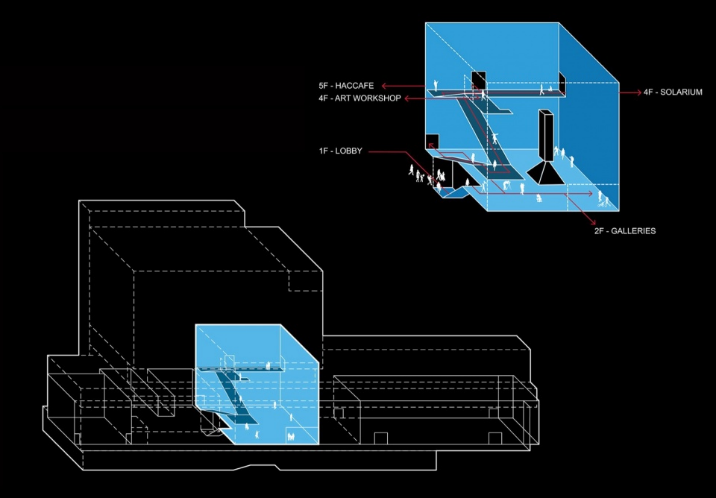 5F - HACCAFE
4F - ART WORKSHOP
4F - SOLARIUM
1F - LOBBY
2F - GALLERIES